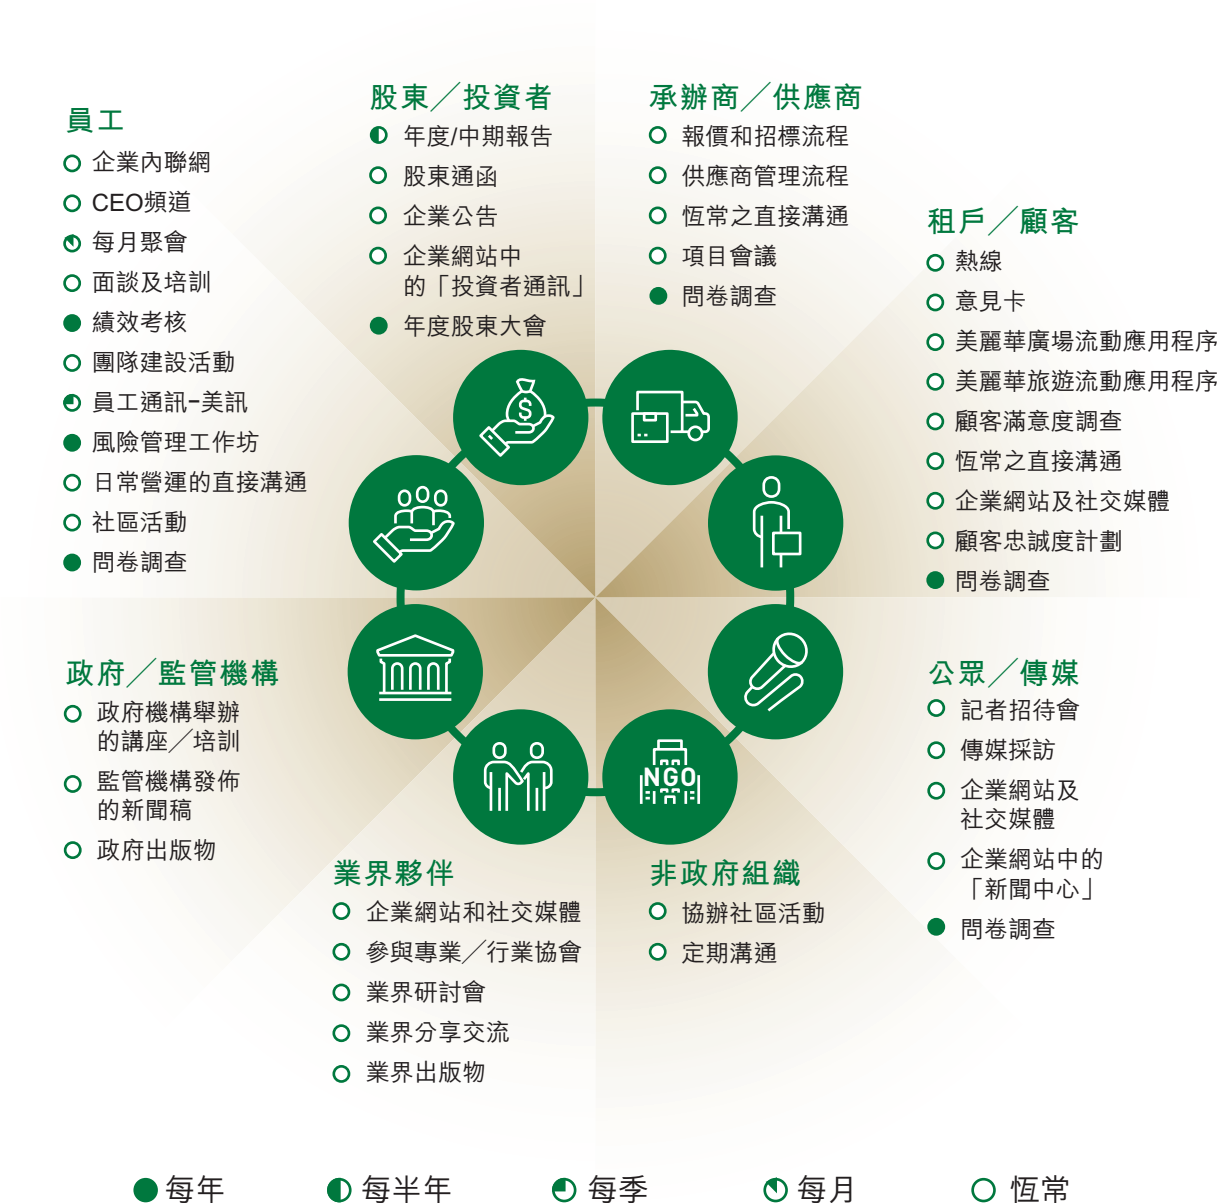 員工
企業內聯網
CEO頻道
每月聚會
面談及培訓
績效考核
團隊建設活動
員工通訊–美訊
風險管理工作坊
日常營運的直接溝通
社區活動
問卷調查
股東／投資者
年度/中期報告
股東通函
企業公告
企業網站中
的「投資者通訊」
年度股東大會
承辦商／供應商
報價和招標流程
供應商管理流程
恆常之直接溝通
項目會議
問卷調查
租戶／顧客
熱線
意見卡
美麗華廣場流動應用程序
美麗華旅遊流動應用程序
顧客滿意度調查
恆常之直接溝通
企業網站及社交媒體
顧客忠誠度計劃
問卷調查
政府／監管機構
政府機構舉辦
的講座／培訓
監管機構發佈
的新聞稿
政府出版物
業界夥伴
企業網站和社交媒體
參與專業／行業協會
業界研討會
業界分享交流
業界出版物
NGO
非政府組織
協辦社區活動
定期溝通
公眾／傳媒
記者招待會
傳媒採訪
企業網站及
社交媒體
企業網站中的
「新聞中心」
問卷調查
每年 每半年 每季 每月 恆常